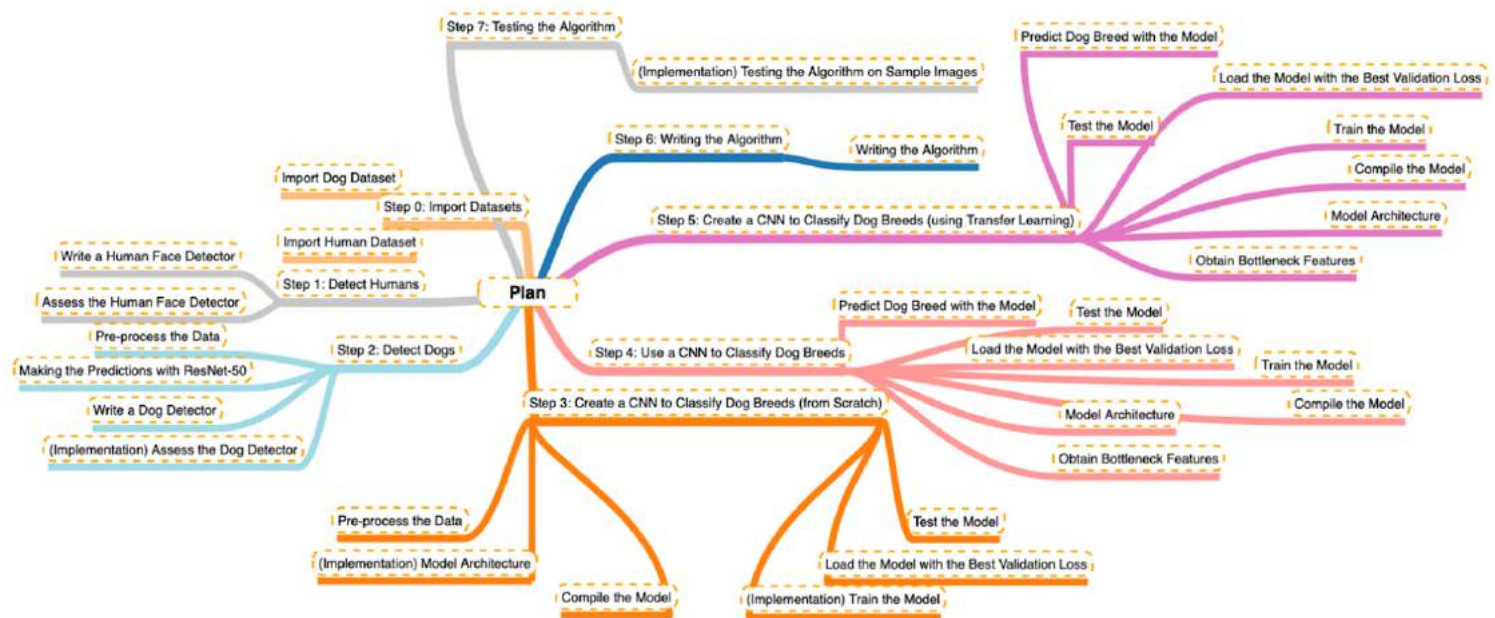 Plan
Step 0: Import Datasets
Import Dog Dataset
Import Human Dataset
Step 1: Detect Humans
Write a Human Face Detector
Assess the Human Face Detector
Step 2: Detect Dogs
Pre-process the Data
Making the Predictions with ResNet-50
Write a Dog Detector
(Implementation) Assess the Dog Detector
Step 3: Create a CNN to Classify Dog Breeds (from Scratch)
Pre-process the Data
(Implementation) Model Architecture
Compile the Model
(Implementation) Train the Model
Load the Model with the Best Validation Loss
Test the Model
Step 4: Use a CNN to Classify Dog Breeds
Predict Dog Breed with the Model
Test the Model
Load the Model with the Best Validation Loss
Train the Model
Compile the Model
Model Architecture
Obtain Bottleneck Features
Step 5: Create a CNN to Classify Dog Breeds (using Transfer Learning)
Predict Dog Breed with the Model
Load the Model with the Best Validation Loss
Test the Model
Train the Model
Compile the Model
Model Architecture
Obtain Bottleneck Features
Step 6: Writing the Algorithm
Writing the Algorithm
Step 7: Testing the Algorithm
(Implementation) Testing the Algorithm on Sample Images